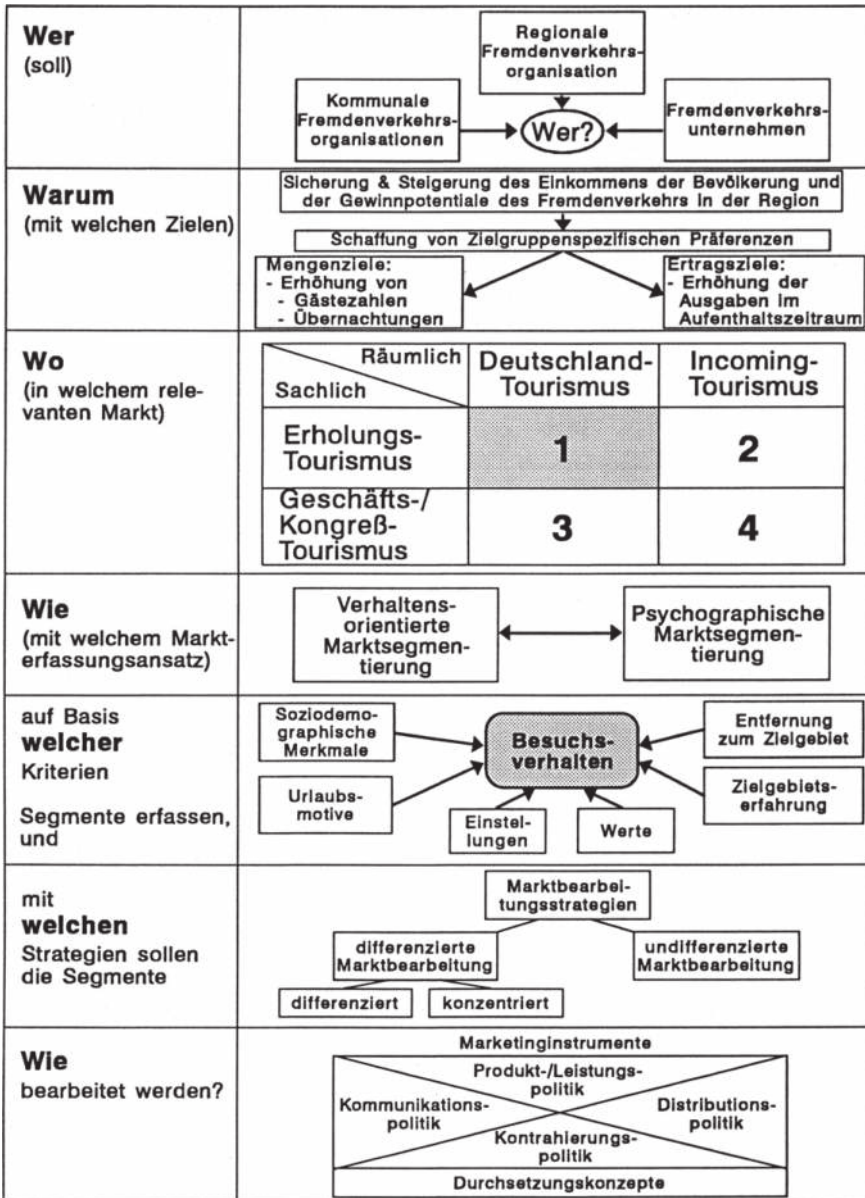 Wer
(soll)
Regionale
Fremdenverkehrs-
organisation
Kommunale
Fremdenverkehrs-
organisationen
Wer?
Fremdenverkehrs-
unternehmen
Warum
(mit welchen Zielen)
Sicherung & Steigerung des Einkommens der Bevölkerung und
der Gewinnpotentiale des Fremdenverkehrs in der Region
Schaffung von Zielgruppenspezifischen Präferenzen
Mengenziele:
- Erhöhung von
- Gästezahlen
- Übernachtungen
Ertragsziele:
- Erhöhung der
Ausgaben im
Aufenthaltszeitraum
Wo
(in welchem rele-
vanten Markt)
Räumlich
Sachlich
Deutschland-
Tourismus
Incoming-
Tourismus
Erholungs-
Tourismus
1
2
Geschäfts-/
Kongreß-
Tourismus
3
4
Wie
(mit welchem Markt-
erfassungsansatz)
Verhaltens-
orientierte
Marktsegmen-
tierung
Psychographische
Marktsegmen-
tierung
auf Basis
welcher
Kriterien
Segmente erfassen,
und
Soziodemo-
graphische
Merkmale
Urlaubs-
motive
Besuchs-
verhalten
Einstel-
lungen
Werte
Entfernung
zum Zielgebiet
Zielgebiets-
erfahrung
mit
welchen
Strategien sollen
die Segmente
Marktbearbei-
tungsstrategien
differenzierte
Marktbearbeitung
undifferenzierte
Marktbearbeitung
differenziert
konzentriert
Wie
bearbeitet werden?
Marketinginstrumente
Produkt-/Leistungs-
politik
Kommunikations-
politik
Distributions-
politik
Kontrahierungs-
politik
Durchsetzungskonzepte